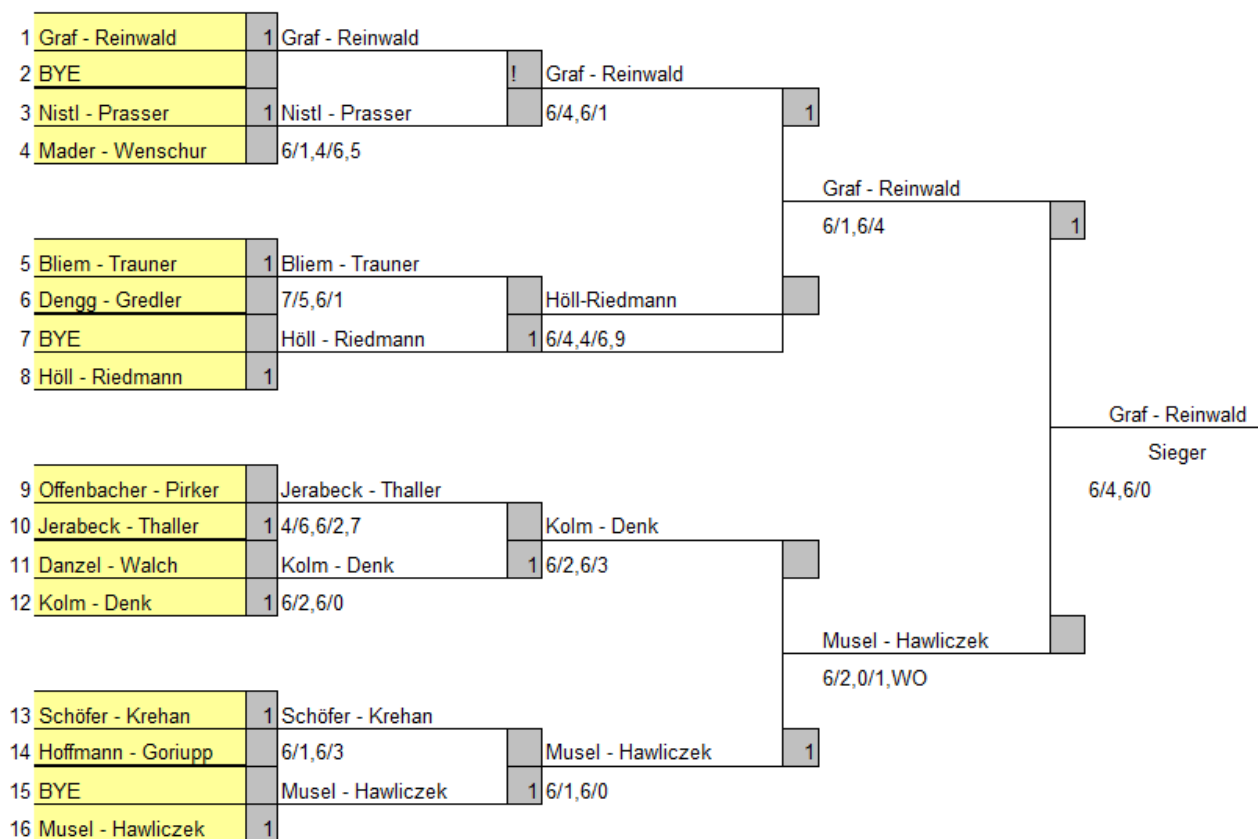 1 Graf - Reinwald 1 Graf - Reinwald
2 BYE ! Graf - Reinwald
3 Nistl - Prasser 1 Nistl - Prasser 6/4,6/1 1
4 Mader - Wenschur 6/1,4/6,5
Graf - Reinwald
6/1,6/4 1
5 Bliem - Trauner 1 Bliem - Trauner
6 Dengg - Gredler 7/5,6/1 Höll-Riedmann
7 BYE Höll - Riedmann 1 6/4,4/6,9
8 Höll - Riedmann 1
Graf - Reinwald
Sieger
9 Offenbacher - Pirker Jerabeck - Thaller 6/4,6/0
10 Jerabeck - Thaller 1 4/6,6/2,7 Kolm - Denk
11 Danzel - Walch Kolm - Denk 1 6/2,6/3
12 Kolm - Denk 1 6/2,6/0
Musel - Hawliczek
6/2,0/1,WO
13 Schöfer - Krehan 1 Schöfer - Krehan
14 Hoffmann - Goriupp 6/1,6/3 Musel - Hawliczek 1
15 BYE Musel - Hawliczek 1 6/1,6/0
16 Musel - Hawliczek 1